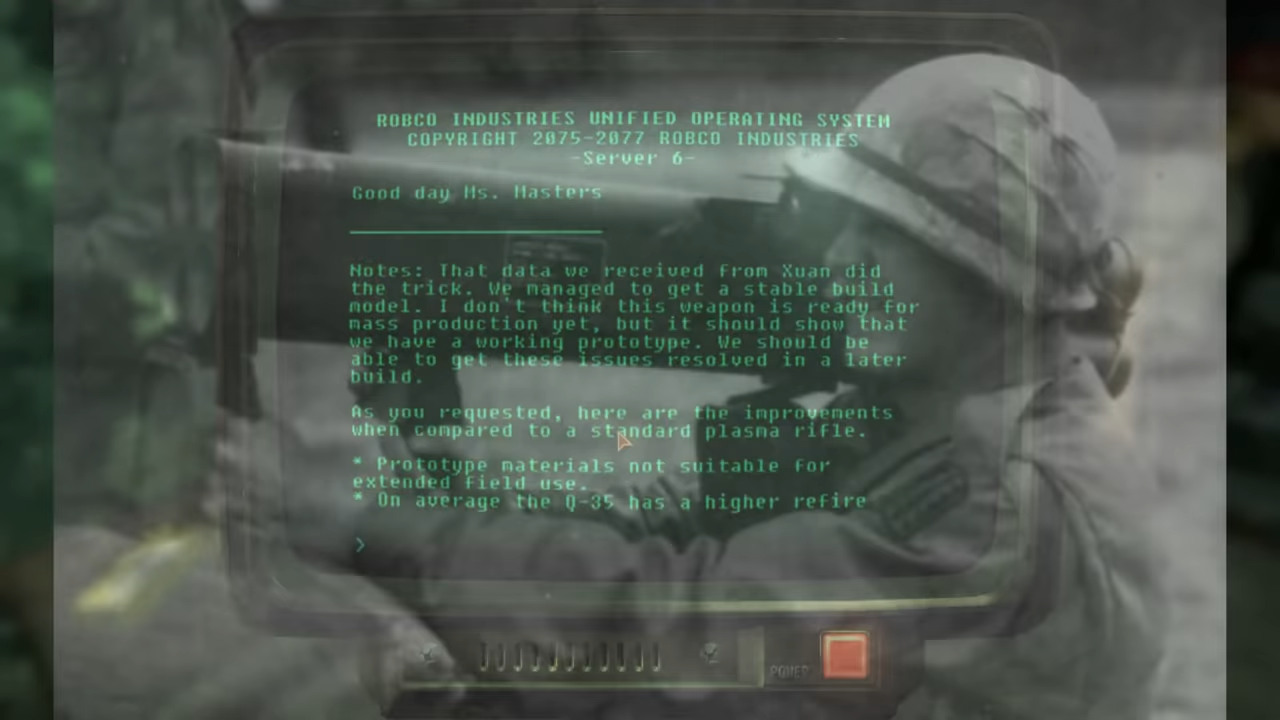 ROBCO INDUSTRIES UNIFIED OPERATING SYSTEM
COPYRIGHT 2075-2077 ROBCO INDUSTRIES
-Server 6-
Good day Ms. Masters
Notes: That data we received from Xuan did
the trick. We managed to get a stable build
model. I don't think this weapon is ready for
mass production yet, but it should show that
we have a working prototype. We should be
able to get these issues resolved in a later
build.
As you requested, here are the improvements
when compared to a standard plasma rifle.
* Prototype materials not suitable for
extended field use.
* On average the Q-35 has a higher refire
>
POWER